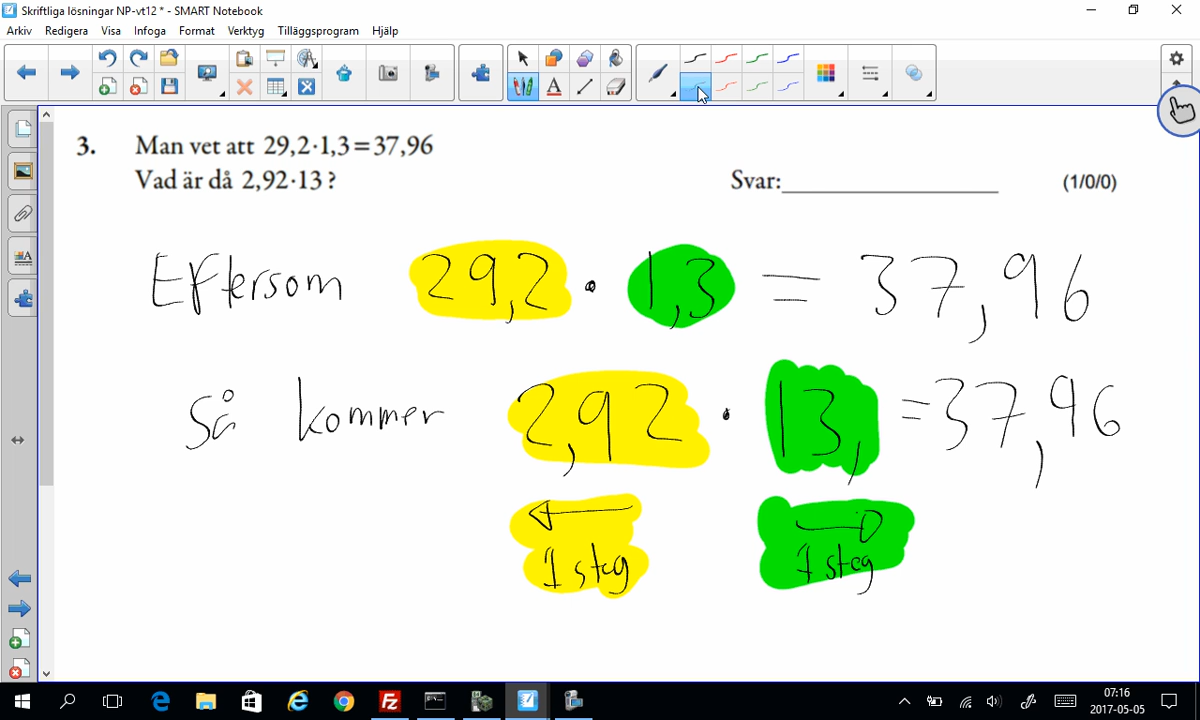 Skriftliga lösningar NP-vt12 * - SMART Notebook
Arkiv Redigera Visa Infoga Format Verktyg Tilläggsprogram Hjälp
3. Man vet att 29,2·1,3=37,96
Vad är då 2,92·13? Svar:____________________ (1/0/0)
Eftersom 29,2 · 1,3 = 37,96
Så kommer 2,92 · 13, =37,96
1 steg 1 steg
07:16
2017-05-05